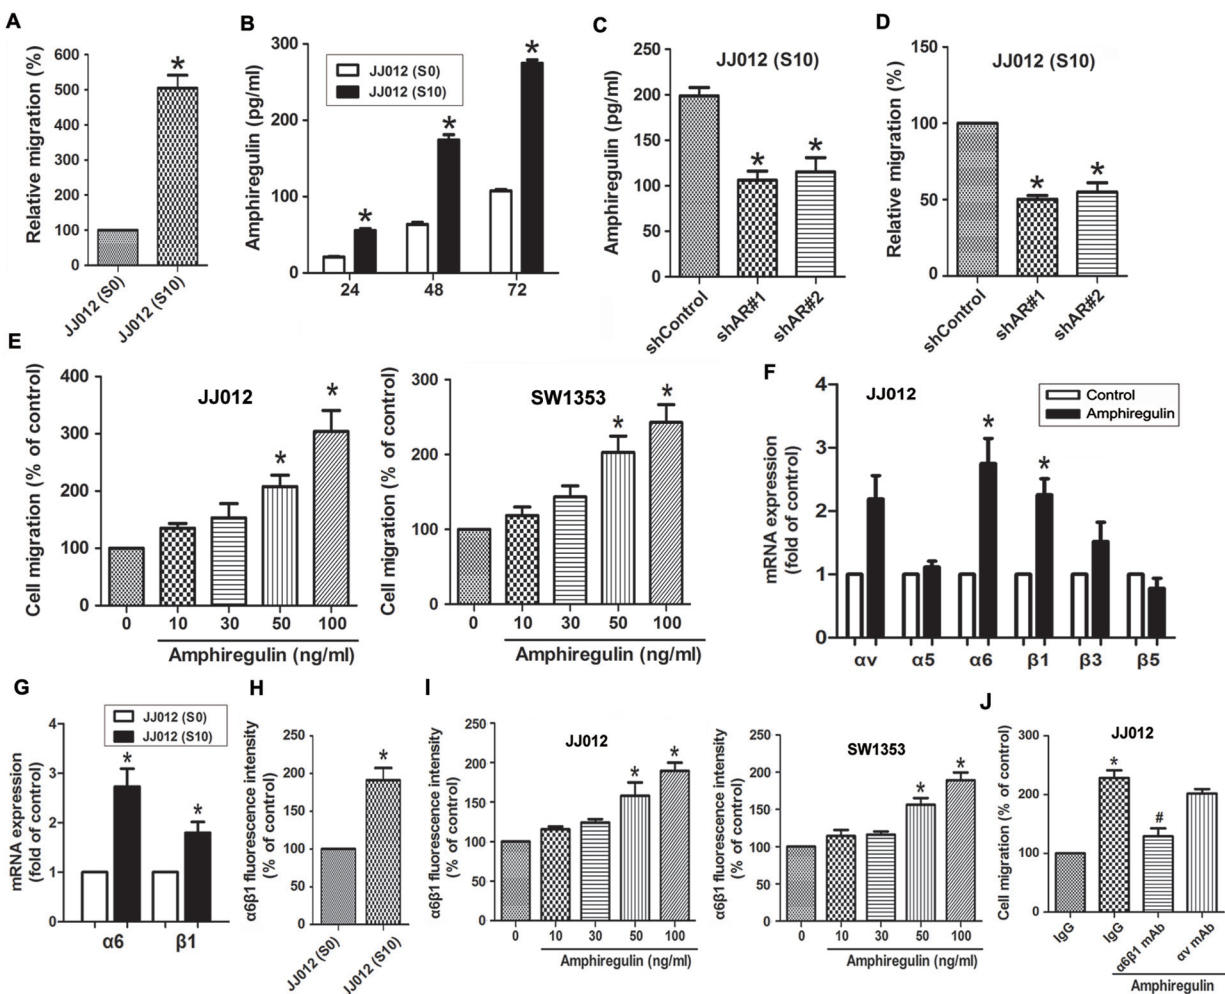 A
Relative migration (%)
600
500
400
300
200
100
0
*
JJ012 (S0)
JJ012 (S10)
B
Amphiregulin (pg/ml)
300
200
100
0
JJ012 (S0)
JJ012 (S10)
*
*
*
24
48
72
C
Amphiregulin (pg/ml)
250
200
150
100
50
0
JJ012 (S10)
*
*
shControl
shAR#1
shAR#2
D
Relative migration (%)
150
100
50
0
JJ012 (S10)
*
*
shControl
shAR#1
shAR#2
E
Cell migration (% of control)
400
300
200
100
0
JJ012
*
*
0
10
30
50
100
Amphiregulin (ng/ml)
Cell migration (% of control)
300
200
100
0
SW1353
*
*
0
10
30
50
100
Amphiregulin (ng/ml)
F
mRNA expression
(fold of control)
4
3
2
1
0
JJ012
Control
Amphiregulin
*
*
αv
α5
α6
β1
β3
β5
G
mRNA expression
(fold of control)
4
3
2
1
0
JJ012 (S0)
JJ012 (S10)
*
*
α6
β1
H
α6β1 fluorescence intensity
(% of control)
250
200
150
100
50
0
*
JJ012 (S0)
JJ012 (S10)
I
α6β1 fluorescence intensity
(% of control)
250
200
150
100
50
0
JJ012
*
*
0
10
30
50
100
Amphiregulin (ng/ml)
α6β1 fluorescence intensity
(% of control)
250
200
150
100
50
0
SW1353
*
*
0
10
30
50
100
Amphiregulin (ng/ml)
J
Cell migration (% of control)
300
200
100
0
JJ012
*
#
IgG
IgG
α6β1 mAb
αv mAb
Amphiregulin